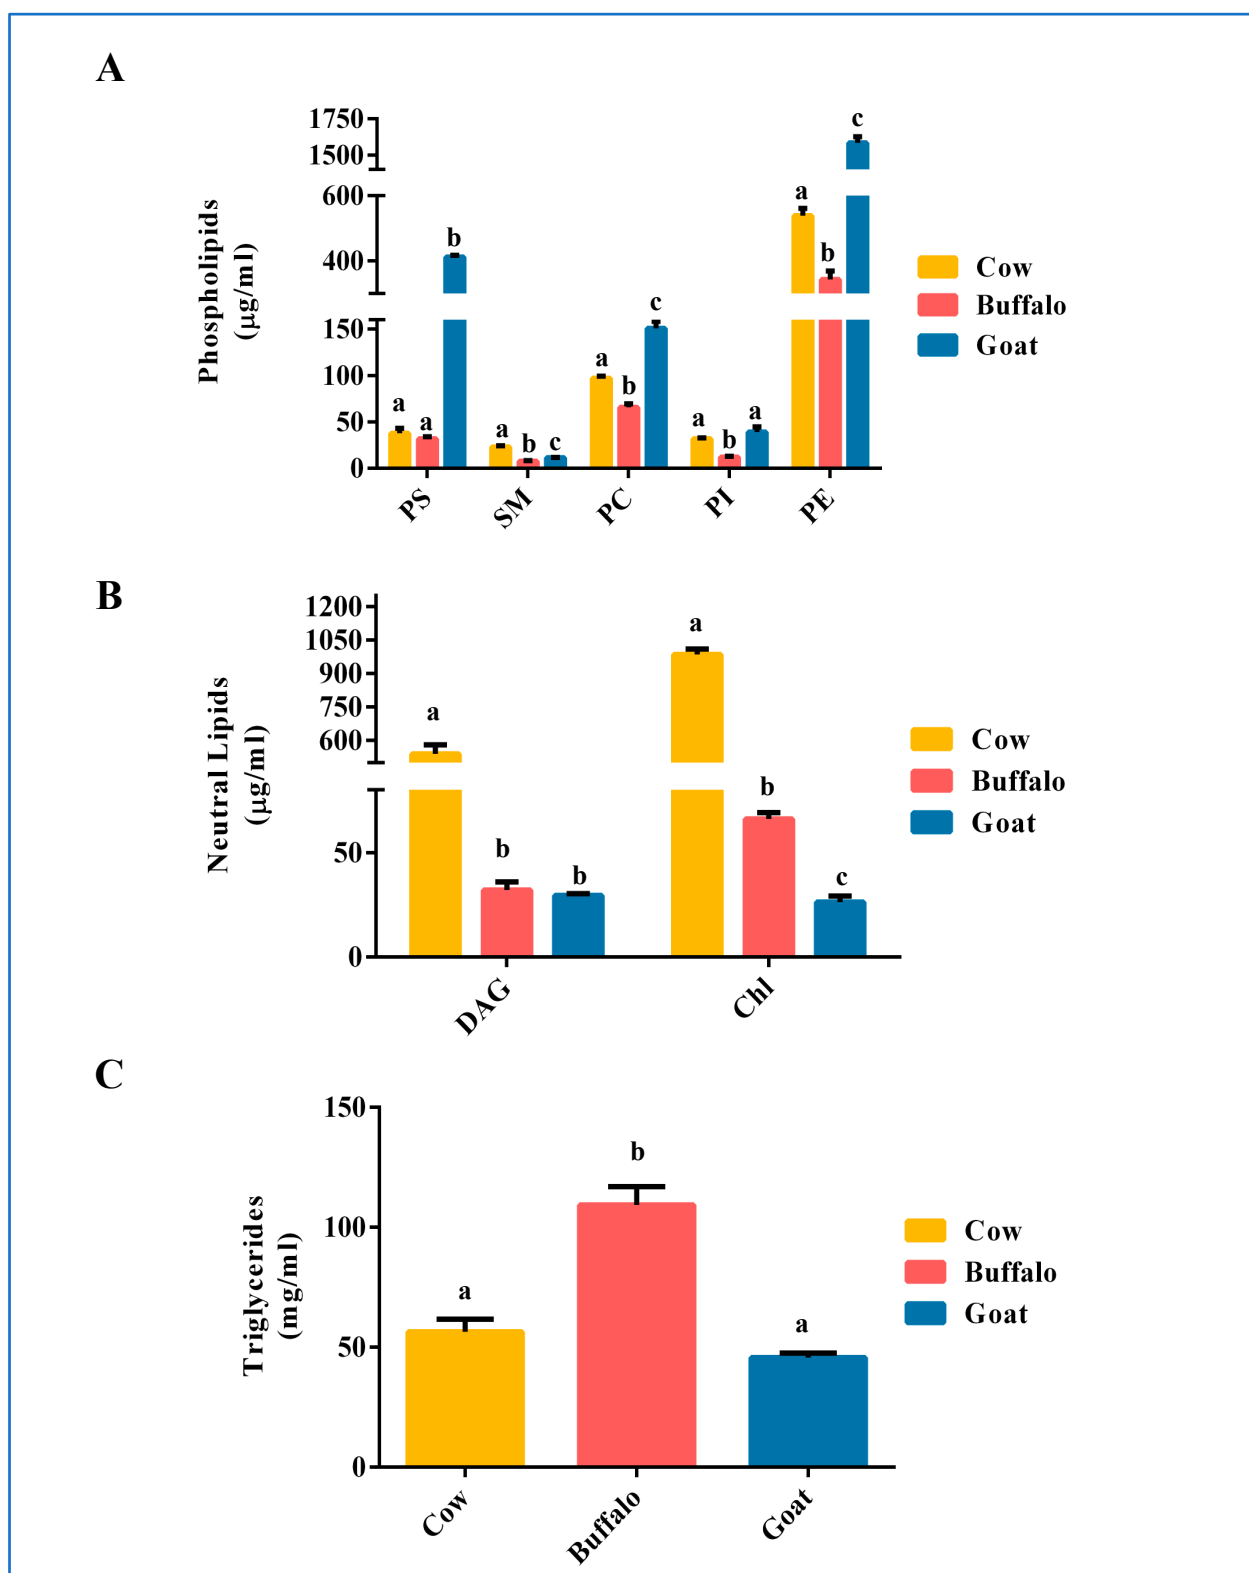 A
Phospholipids
(µg/ml)
1750
1500
600
400
150
100
50
0
a
a
b
a
b
c
a
b
c
a
b
a
a
b
c
PS
SM
PC
PI
PE
Cow
Buffalo
Goat
B
Neutral Lipids
(µg/ml)
1200
1050
900
750
600
50
0
a
b
b
a
b
c
DAG
Chl
Cow
Buffalo
Goat
C
Triglycerides
(mg/ml)
150
100
50
0
a
b
a
Cow
Buffalo
Goat
Cow
Buffalo
Goat